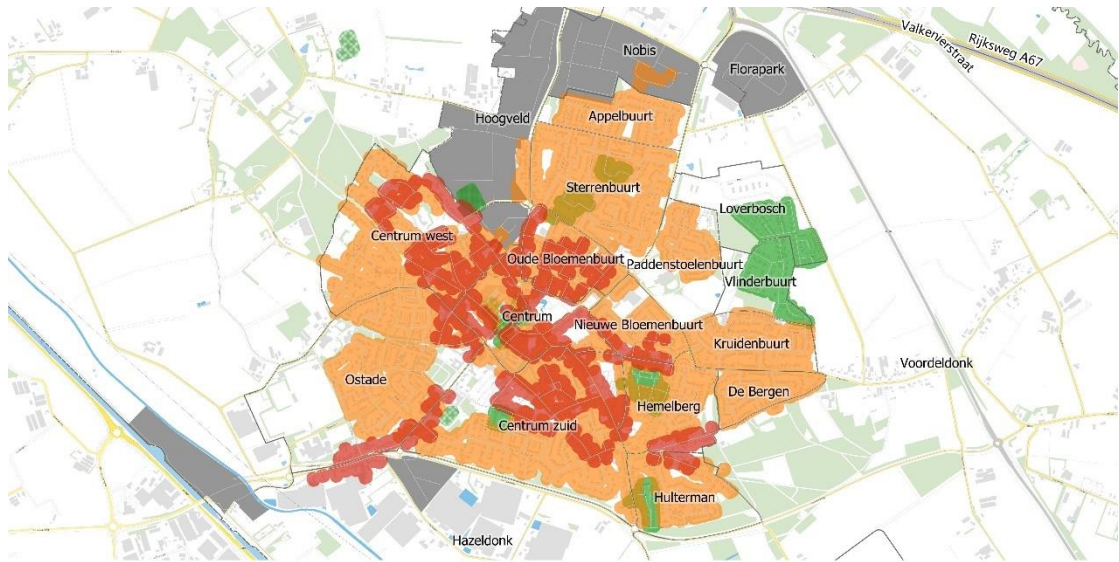 Nobis
Florapark
Valkenierstraat
Rijksweg A67
Hoogveld
Appelbuurt
Sterrenbuurt
Loverbosch
Centrum west
Oude Bloemenbuurt
Paddenstoelenbuurt
Vlinderbuurt
Centrum
Nieuwe Bloemenbuurt
Kruidenbuurt
Voordeldonk
Ostade
De Bergen
Hemelberg
Centrum zuid
Hulterman
Hazeldonk